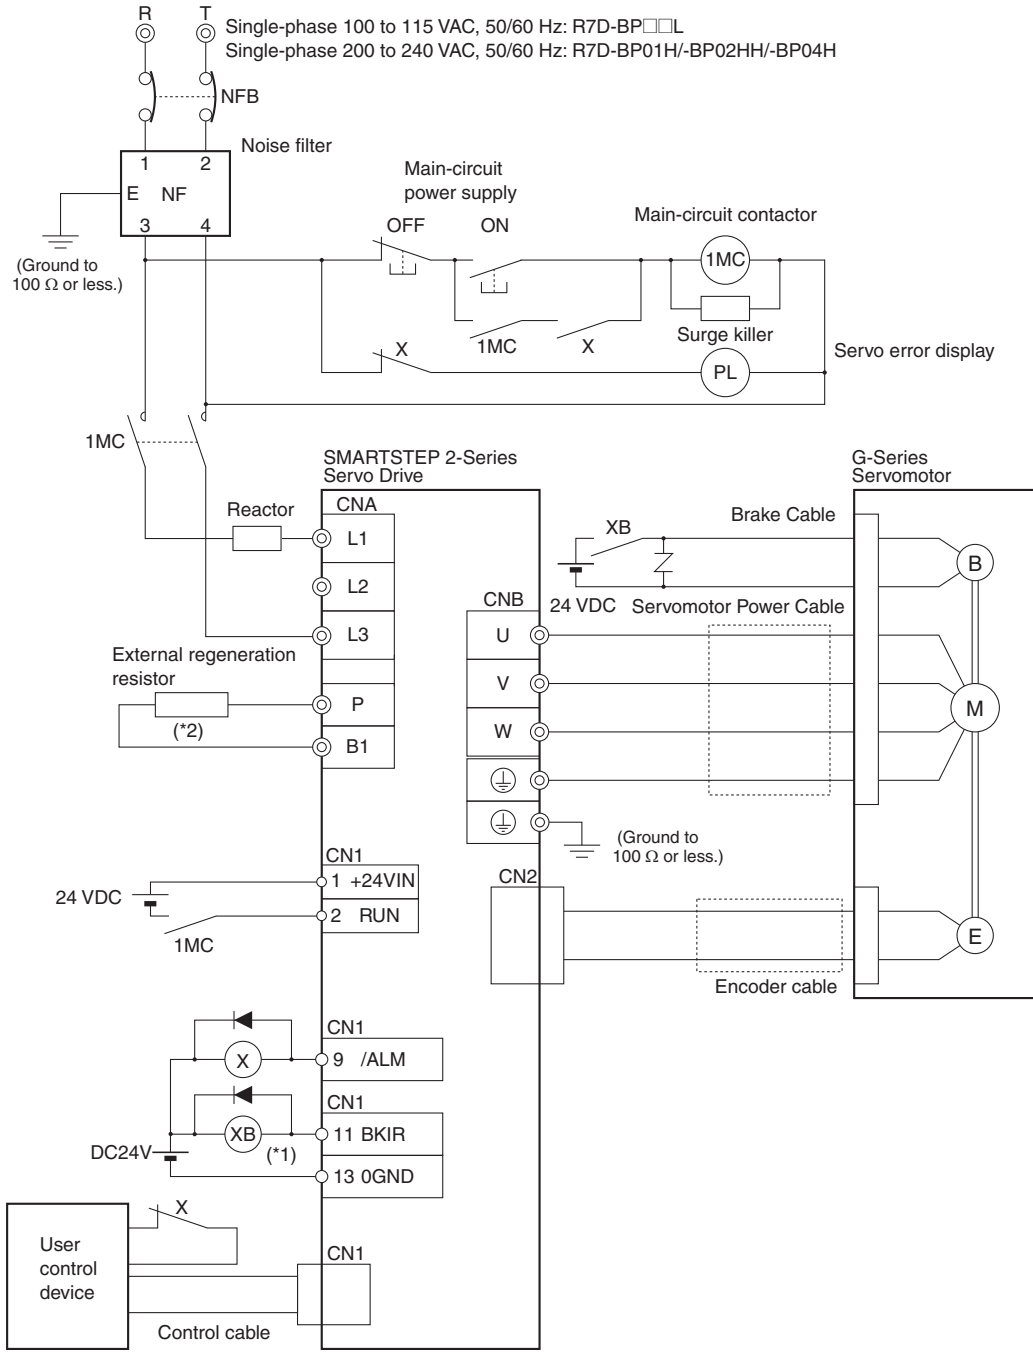 R T
Single-phase 100 to 115 VAC, 50/60 Hz: R7D-BP□□L
Single-phase 200 to 240 VAC, 50/60 Hz: R7D-BP01H/-BP02HH/-BP04H
NFB
Noise filter
1 2
E NF
3 4
(Ground to
100 Ω or less.)
Main-circuit
power supply
OFF ON
Main-circuit contactor
1MC
Surge killer
1MC X
X
PL
Servo error display
1MC
SMARTSTEP 2-Series
Servo Drive
G-Series
Servomotor
Reactor
CNA
L1
L2
L3
External regeneration
resistor
(*2)
P
B1
XB
Brake Cable
B
24 VDC
Servomotor Power Cable
CNB
U
V
W
M
(Ground to
100 Ω or less.)
CN1
24 VDC
1 +24VIN
2 RUN
1MC
CN2
E
Encoder cable
CN1
X
9 /ALM
CN1
XB
(*1)
11 BKIR
DC24V
13 0GND
X
User
control
device
CN1
Control cable